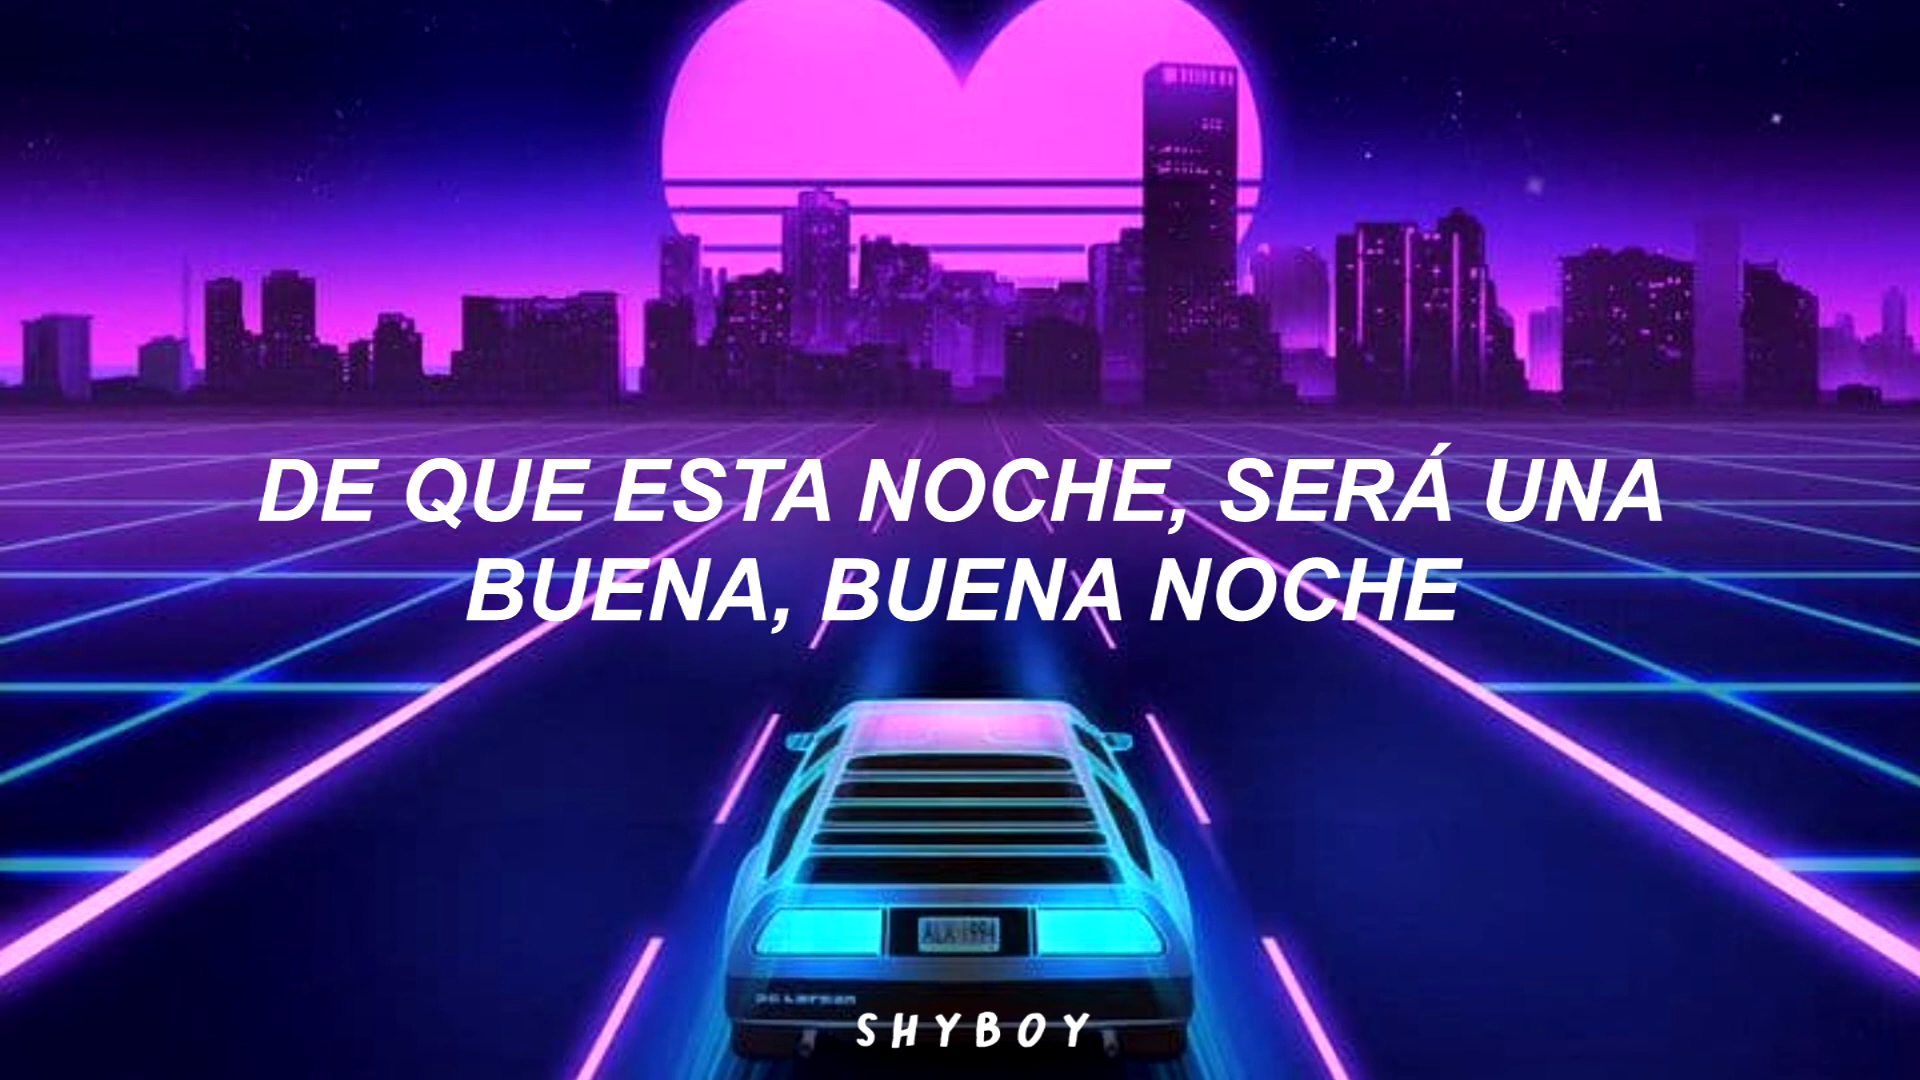 DE QUE ESTA NOCHE, SERÁ UNA
BUENA, BUENA NOCHE
SHYBOY